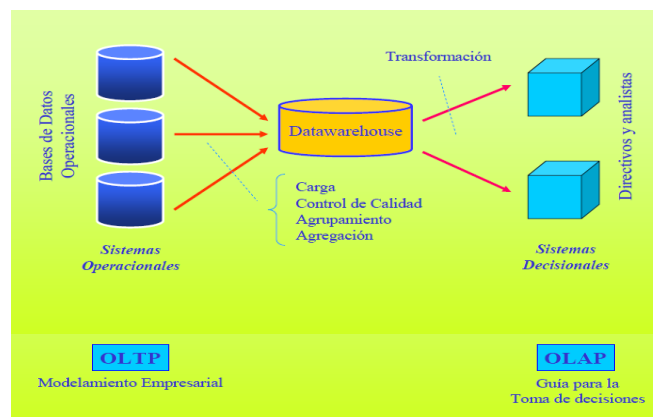 Bases de Datos
Operacionales
Transformación
Datawarehouse
Directivos y analistas
Carga
Control de Calidad
Agrupamiento
Agregación
Sistemas
Operacionales
Sistemas
Decisionales
OLTP
Modelamiento Empresarial
OLAP
Guía para la
Toma de decisiones